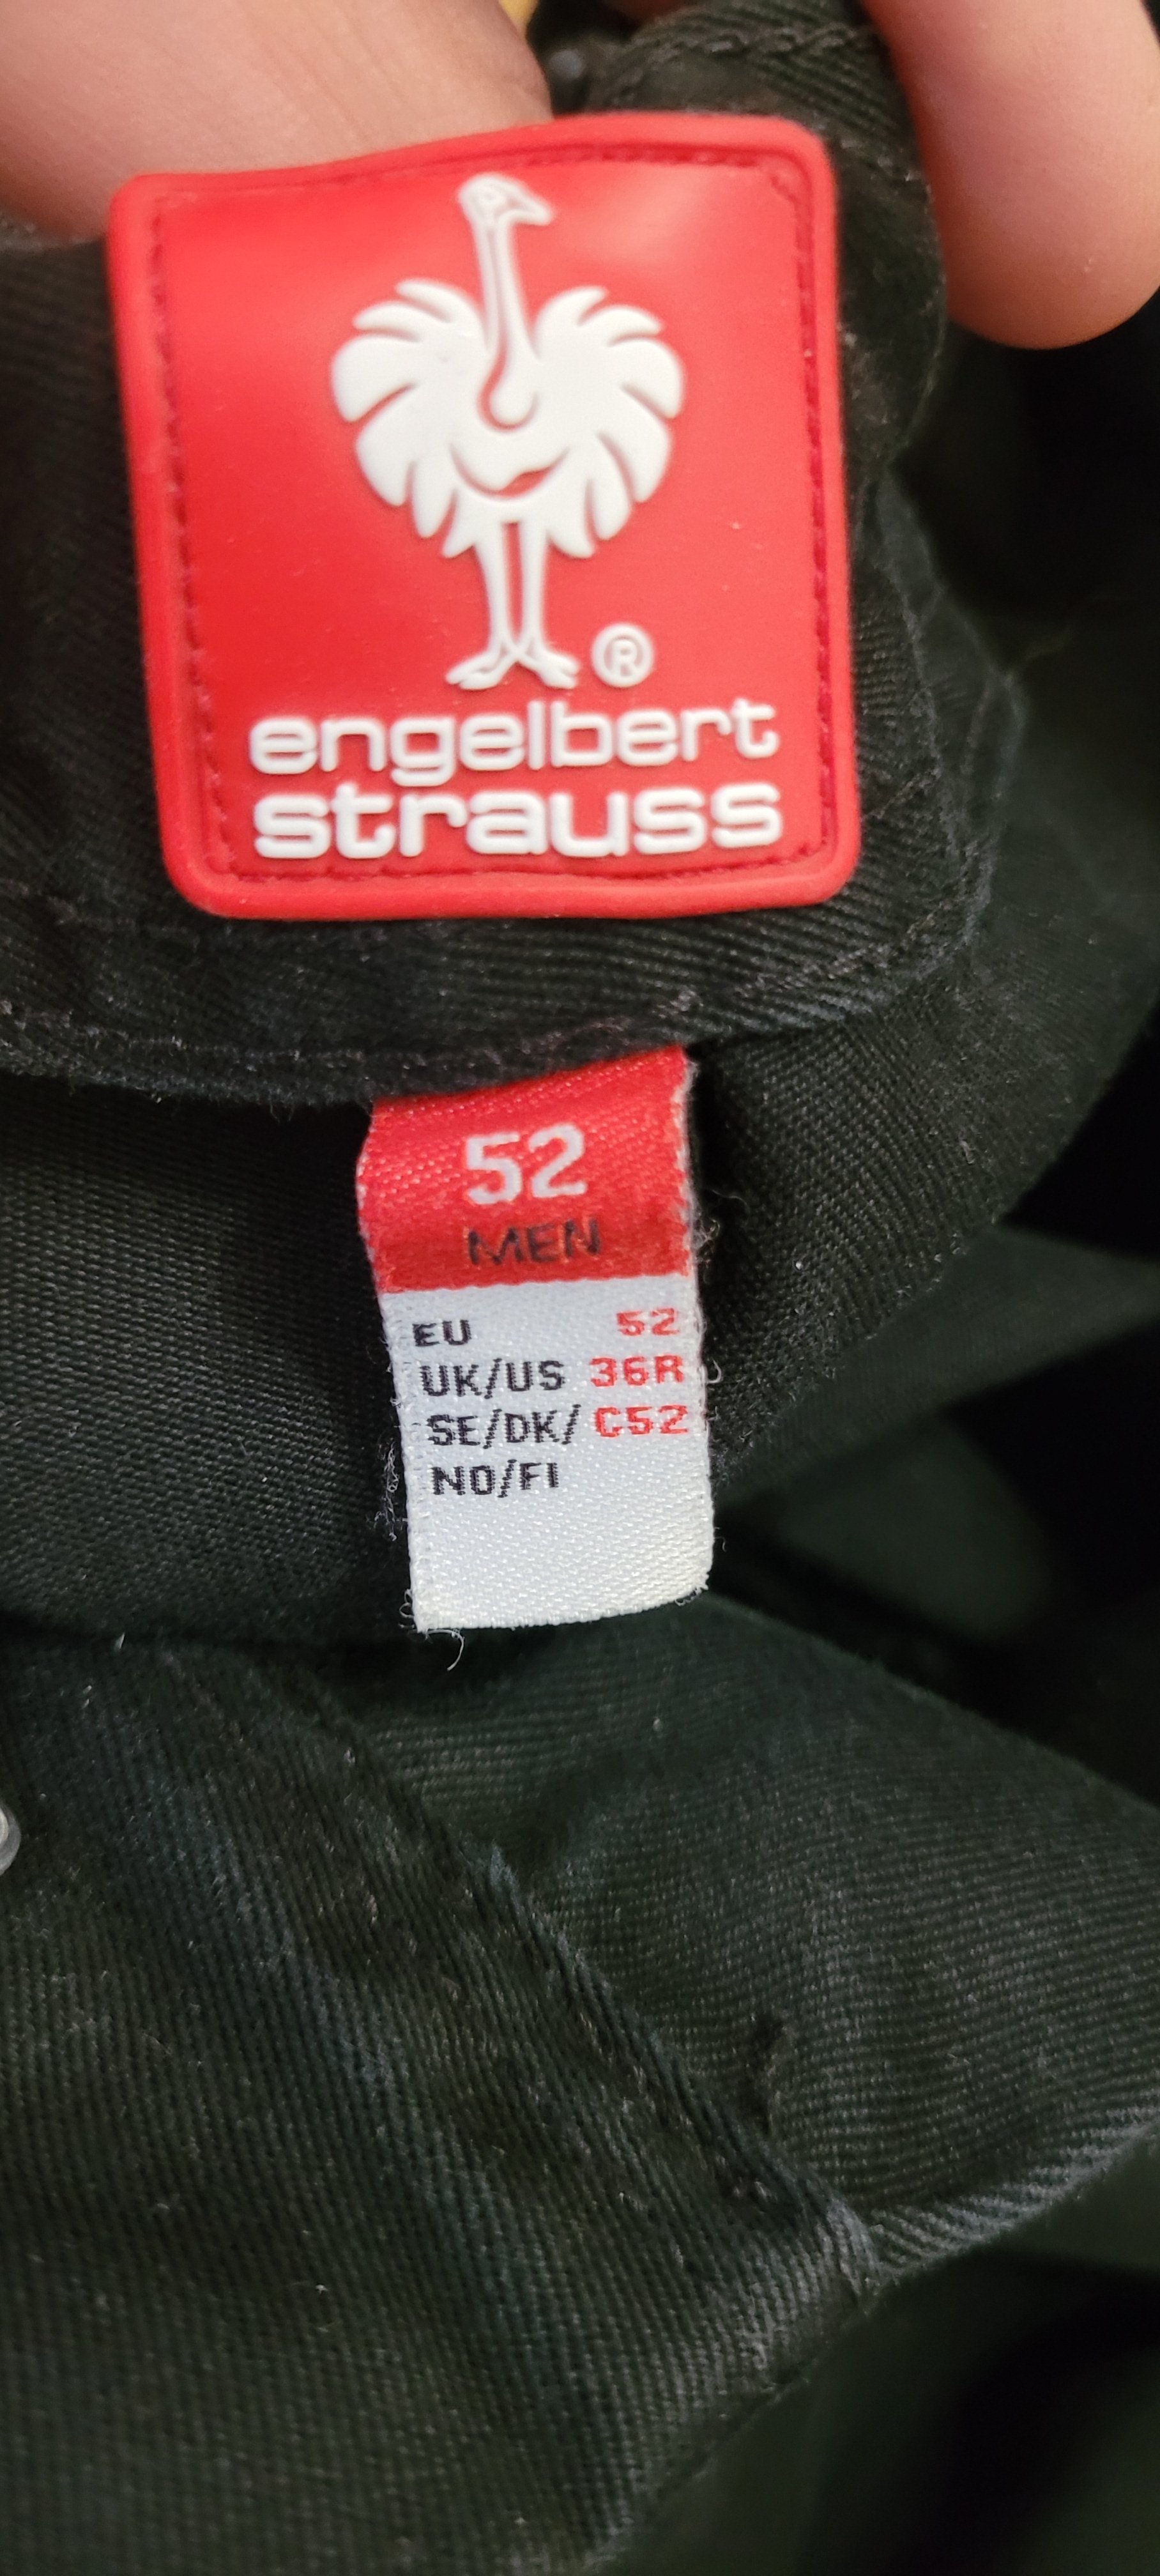 ®
engelbert
strauss
52
MEN
EU 52
UK/US 36R
SE/DK/ C52
NO/FI